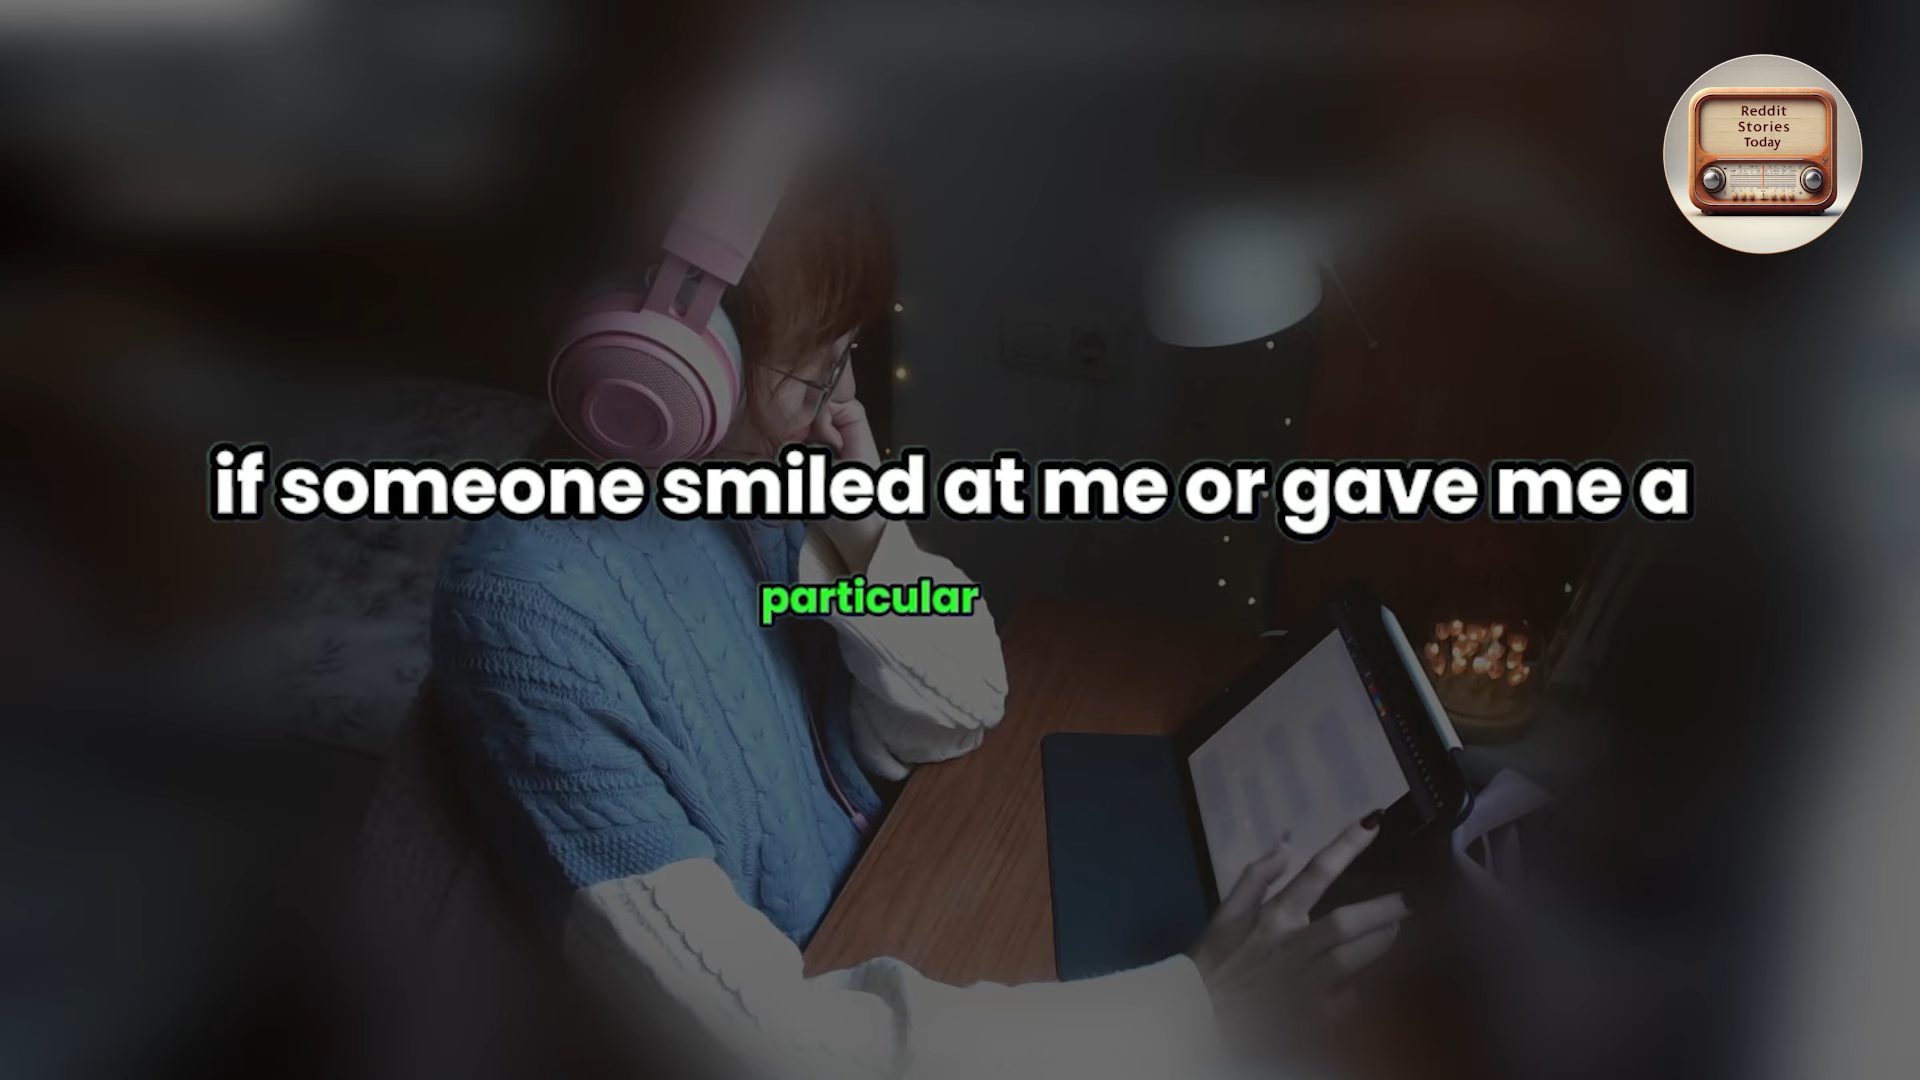 Reddit
Stories
Today
if someone smiled at me or gave me a
particular